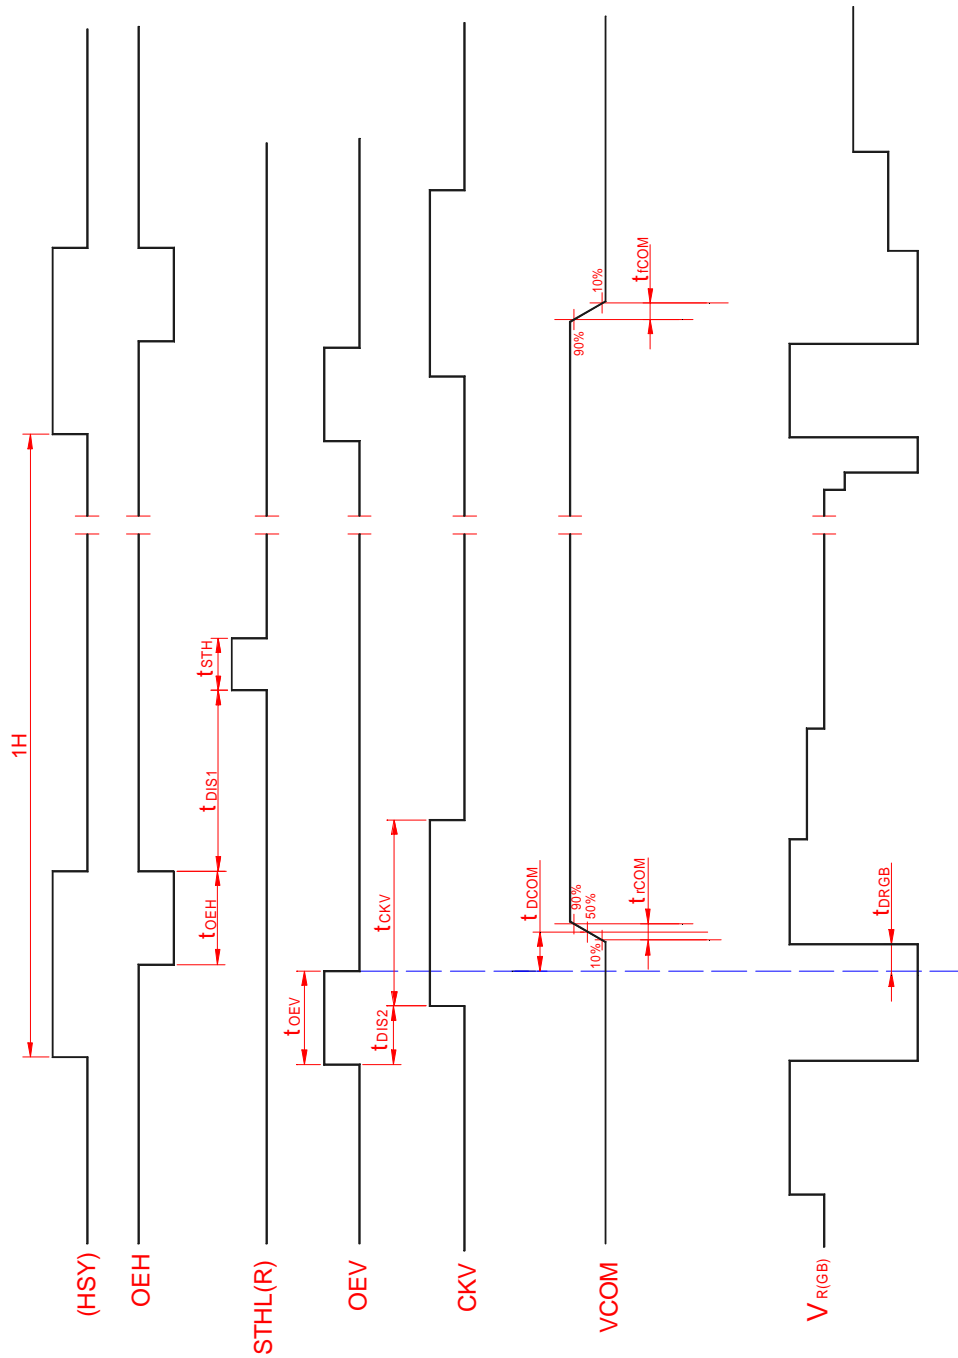 (HSY)
1H
OEH
tOEH
tDIS1
tSTH
STHL(R)
OEV
tOEV
tDIS2
CKV
tCKV
VCOM
tDCOM
10%
50%
90%
trCOM
90%
10%
tfCOM
VR(GB)
tDRGB